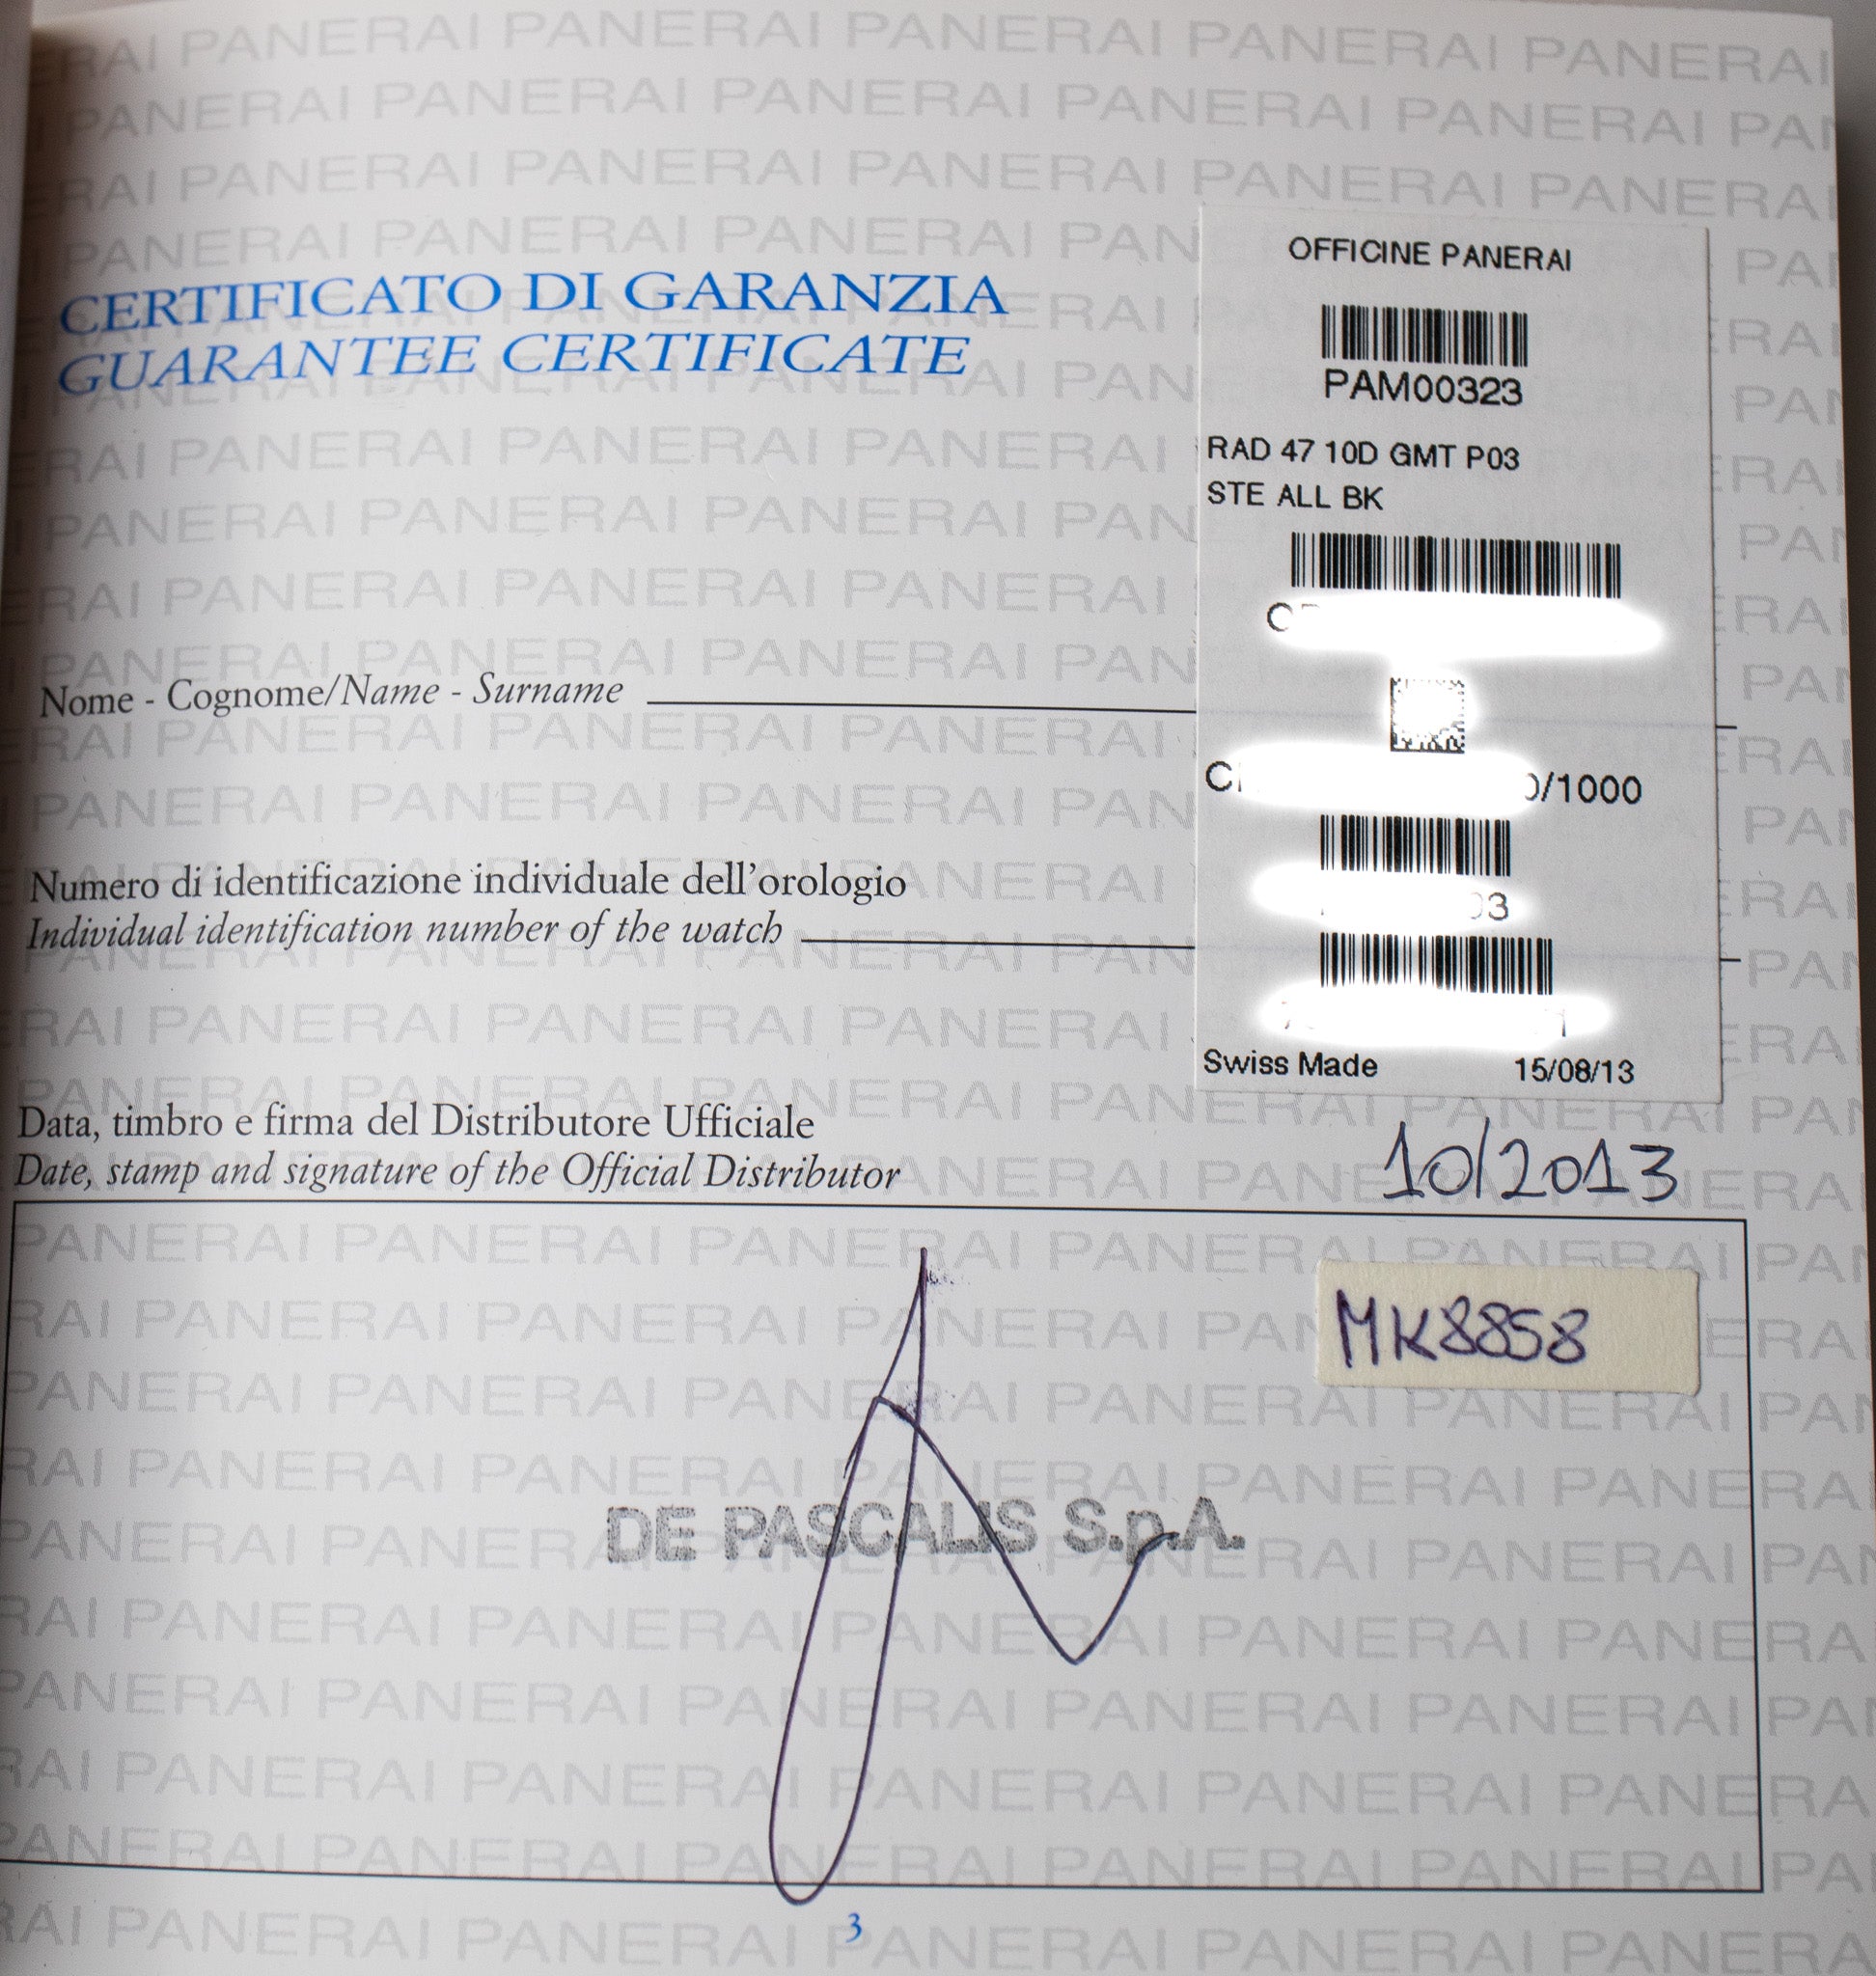 CERTIFICATO DI GARANZIA
GUARANTEE CERTIFICATE
OFFICINE PANERAI
PAM00323
RAD 47 10D GMT P03
STE ALL BK
0/1000
03
Swiss Made 15/08/13
Nome - Cognome/Name - Surname
Numero di identificazione individuale dell'orologio
Individual identification number of the watch
Data, timbro e firma del Distributore Ufficiale
Date, stamp and signature of the Official Distributor
10/2013
MK8858
DE PASCALIS S.p.A.
3